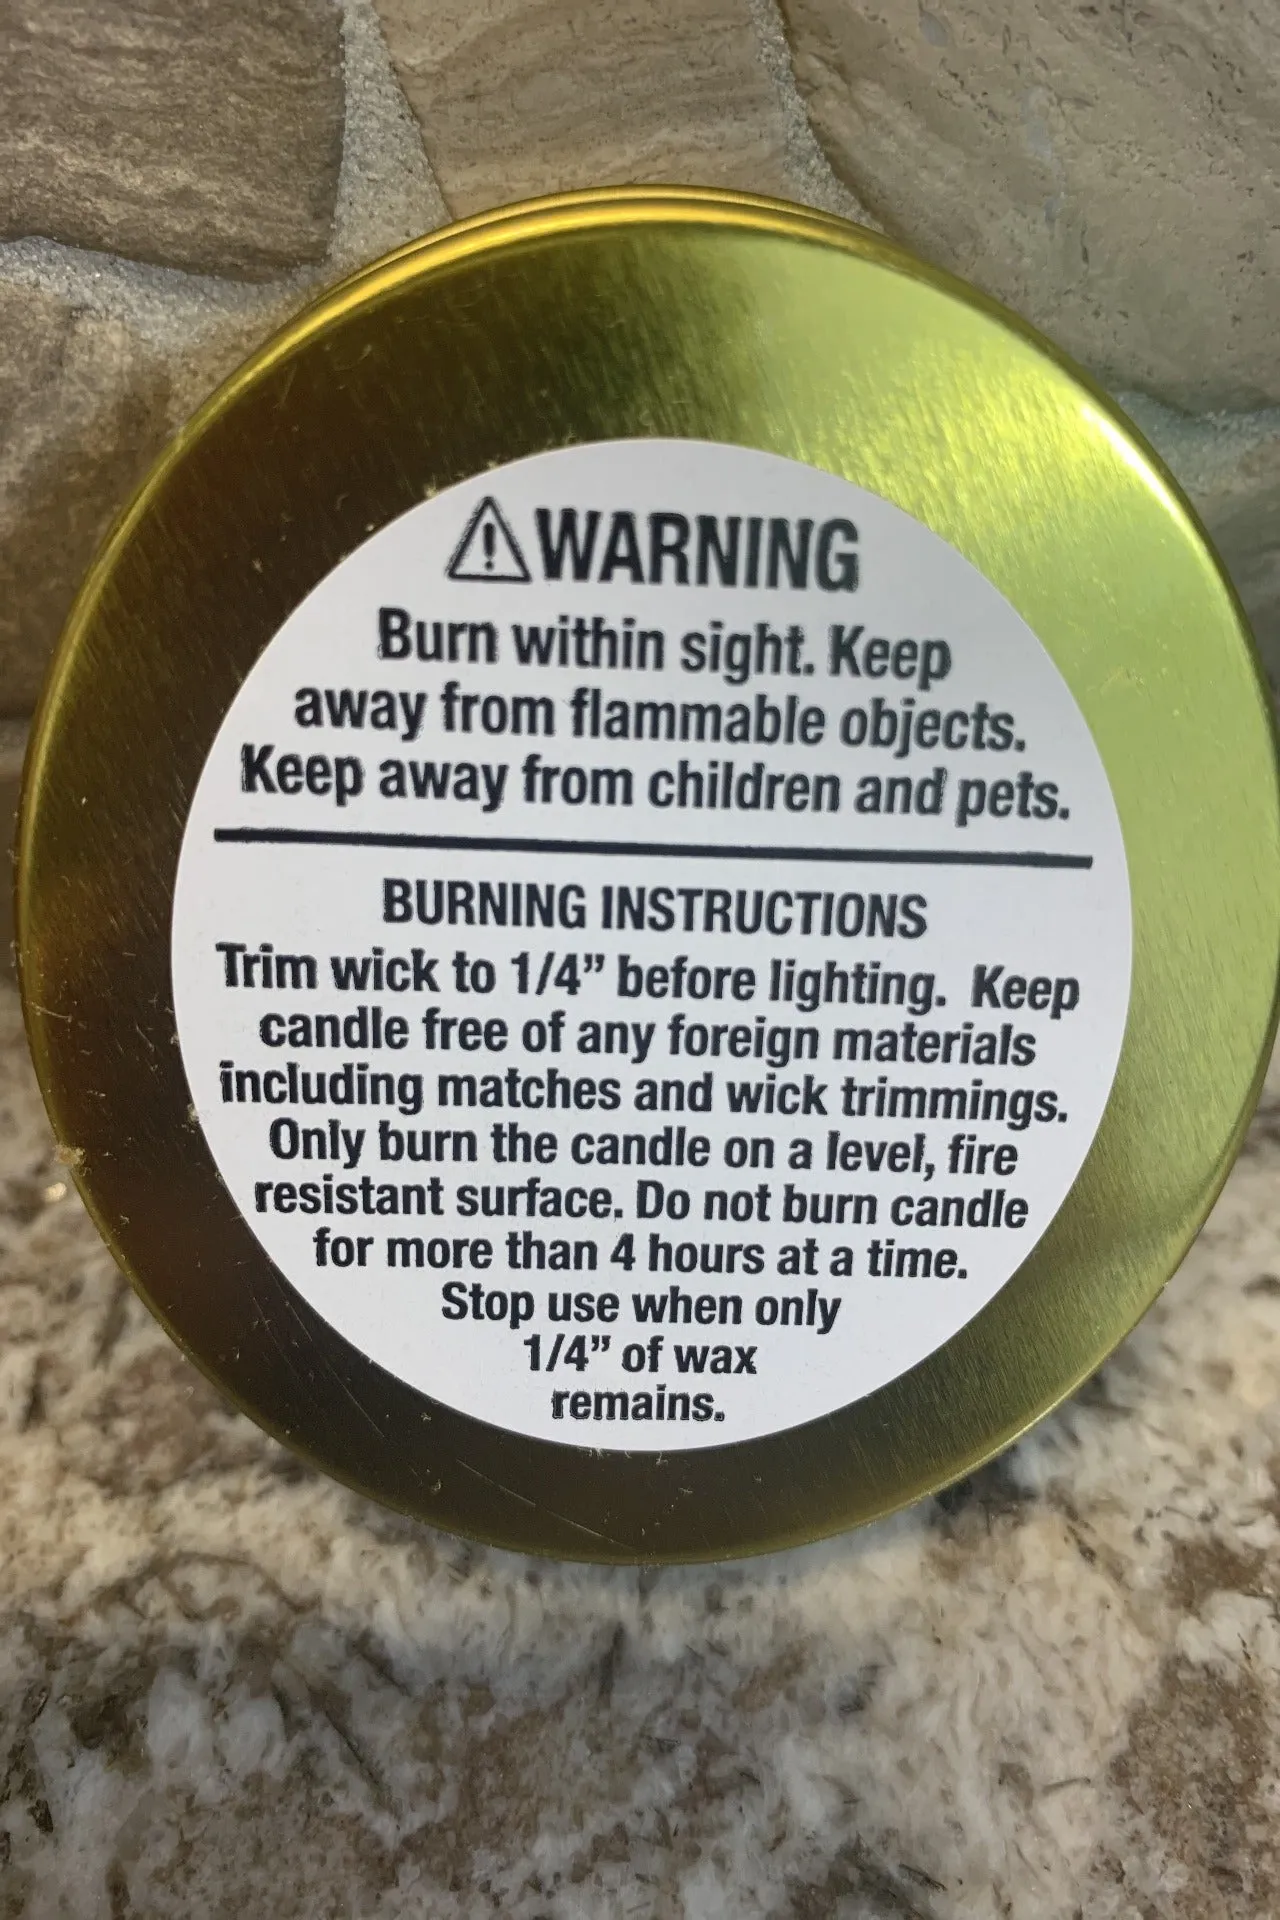 ⚠WARNING
Burn within sight. Keep
away from flammable objects.
Keep away from children and pets.
BURNING INSTRUCTIONS
Trim wick to 1/4” before lighting. Keep
candle free of any foreign materials
including matches and wick trimmings.
Only burn the candle on a level, fire
resistant surface. Do not burn candle
for more than 4 hours at a time.
Stop use when only
1/4” of wax
remains.